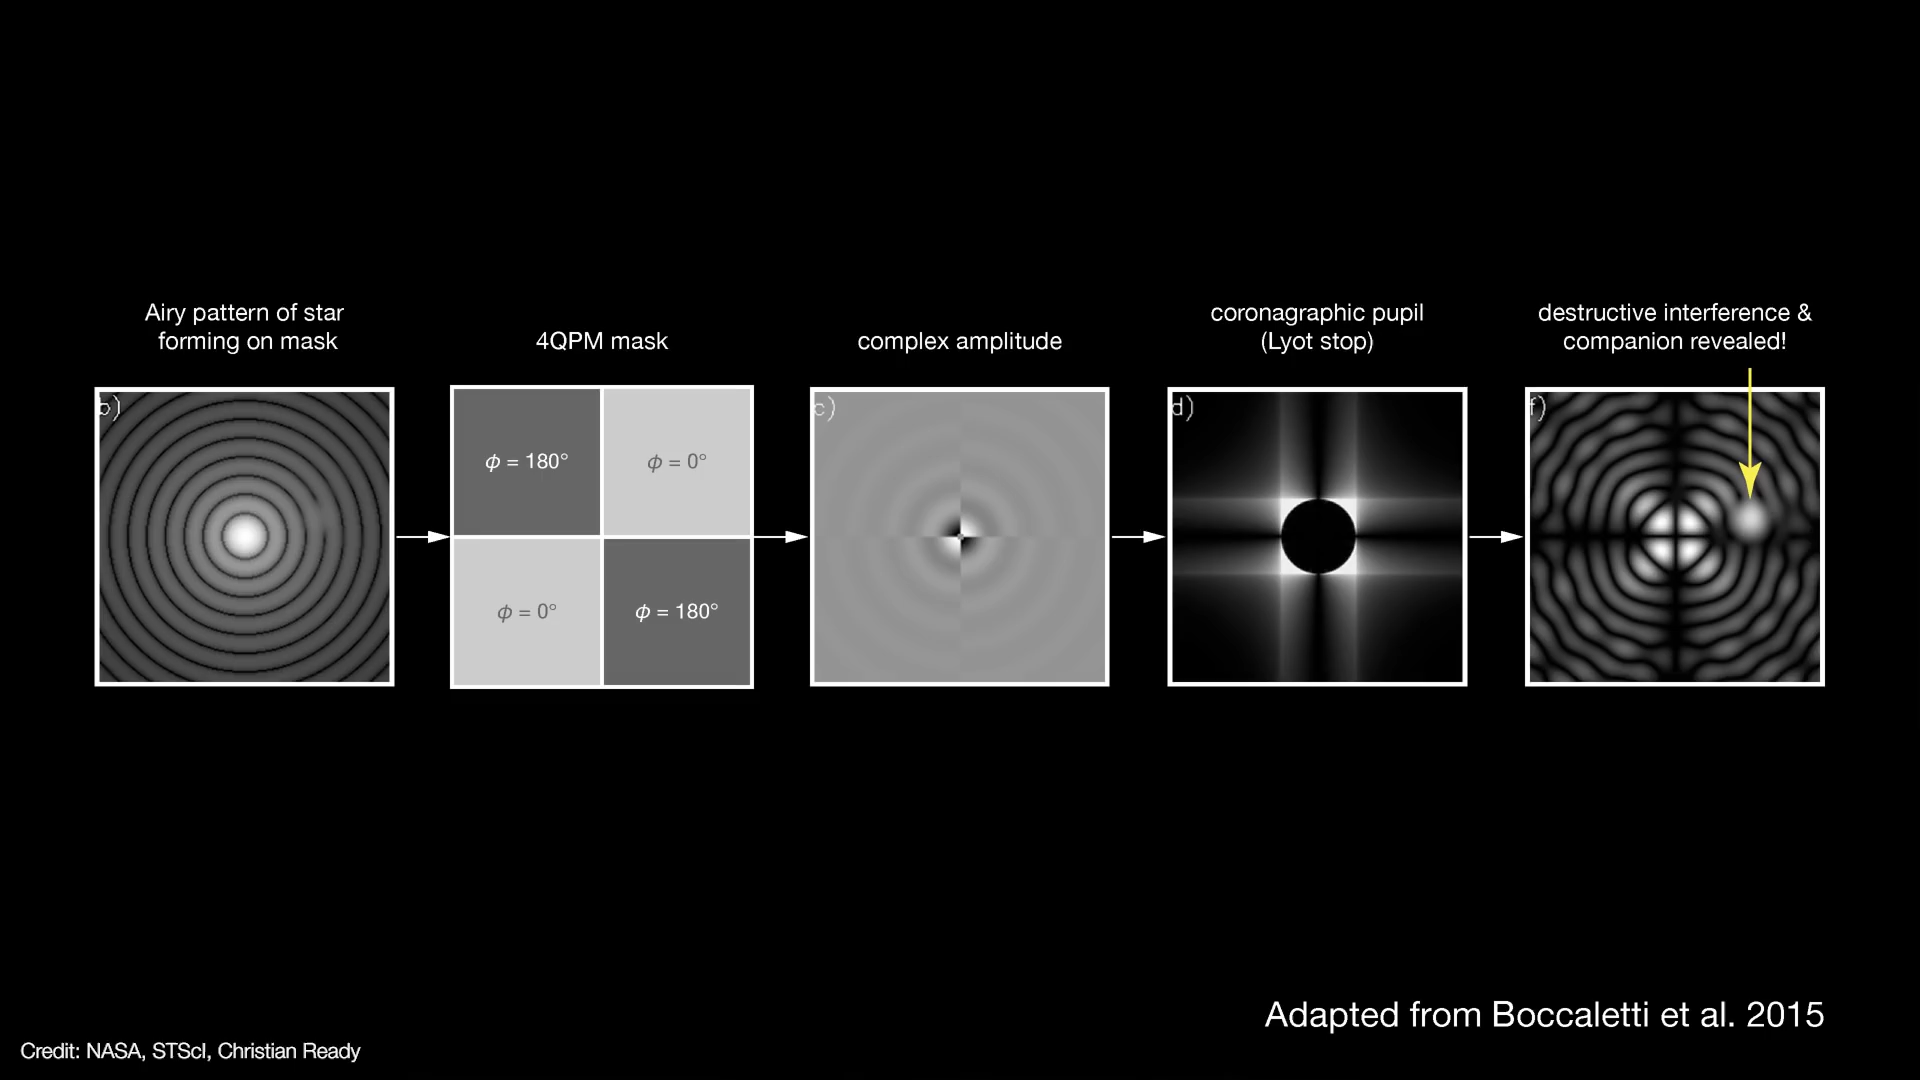 Airy pattern of star
forming on mask
4QPM mask
complex amplitude
coronagraphic pupil
(Lyot stop)
destructive interference &
companion revealed!
b)
ϕ = 180°
ϕ = 0°
ϕ = 0°
ϕ = 180°
c)
d)
f)
Adapted from Boccaletti et al. 2015
Credit: NASA, STScI, Christian Ready